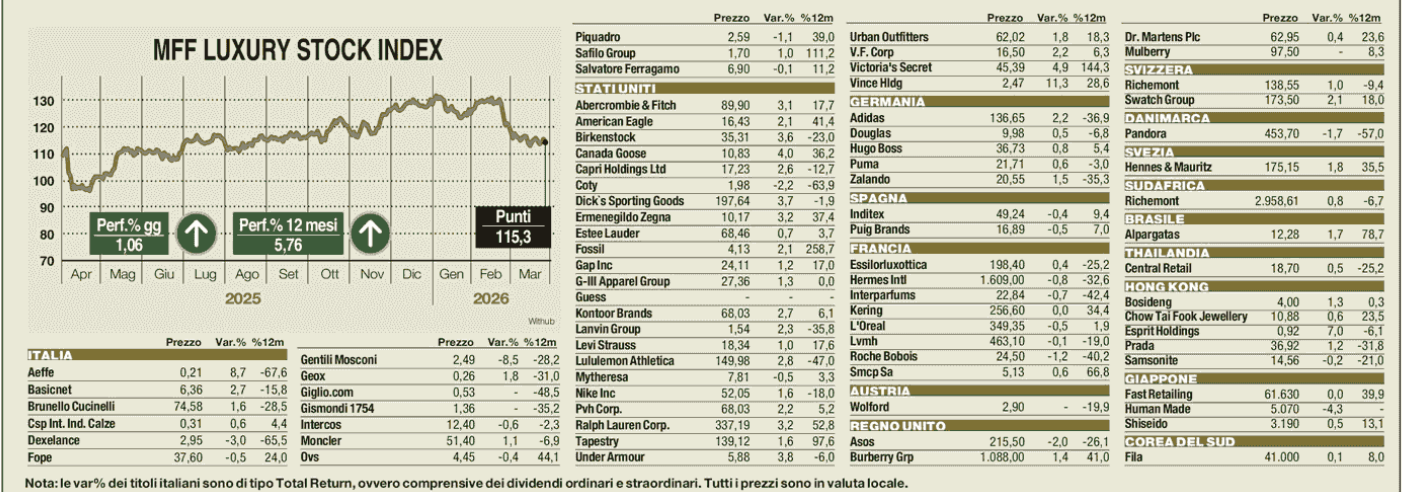 MFF LUXURY STOCK INDEX
130
120
110
100
90
80
70
Perf.% gg
1,06
Perf.% 12 mesi
5,76
Punti
115,3
Apr Mag Giu Lug Ago Set Ott Nov Dic Gen Feb Mar
2025 2026
Withub
Prezzo Var.% %12m
ITALIA
Aeffe 0,21 8,7 -67,6
Basicnet 6,36 2,7 -15,8
Brunello Cucinelli 74,58 1,6 -28,5
Csp Int. Ind. Calze 0,31 0,6 4,4
Dexelance 2,95 -3,0 -65,5
Fope 37,60 -0,5 24,0
Prezzo Var.% %12m
Gentili Mosconi 2,49 -8,5 -28,2
Geox 0,26 1,8 -31,0
Giglio.com 0,53 - -48,5
Gismondi 1754 1,36 - -35,2
Intercos 12,40 -0,6 -2,3
Moncler 51,40 1,1 -6,9
Ovs 4,45 -0,4 44,1
Prezzo Var.% %12m
Piquadro 2,59 -1,1 39,0
Safilo Group 1,70 1,0 111,2
Salvatore Ferragamo 6,90 -0,1 11,2
STATI UNITI
Abercrombie & Fitch 89,90 3,1 17,7
American Eagle 16,43 2,1 41,4
Birkenstock 35,31 3,6 -23,0
Canada Goose 10,83 4,0 36,2
Capri Holdings Ltd 17,23 2,6 -12,7
Coty 1,98 -2,2 -63,9
Dick`s Sporting Goods 197,64 3,7 -1,9
Ermenegildo Zegna 10,17 3,2 37,4
Estee Lauder 68,46 0,7 3,7
Fossil 4,13 2,1 258,7
Gap Inc 24,11 1,2 17,0
G-III Apparel Group 27,36 1,3 0,0
Guess - - -
Kontoor Brands 68,03 2,7 6,1
Lanvin Group 1,54 2,3 -35,8
Levi Strauss 18,34 1,0 17,6
Lululemon Athletica 149,98 2,8 -47,0
Mytheresa 7,81 -0,5 3,3
Nike Inc 52,05 1,6 -18,0
Pvh Corp. 68,03 2,2 5,2
Ralph Lauren Corp. 337,19 3,2 52,8
Tapestry 139,12 1,6 97,6
Under Armour 5,88 3,8 -6,0
Prezzo Var.% %12m
Urban Outfitters 62,02 1,8 18,3
V.F. Corp 16,50 2,2 6,3
Victoria's Secret 45,39 4,9 144,3
Vince Hldg 2,47 11,3 28,6
GERMANIA
Adidas 136,65 2,2 -36,9
Douglas 9,98 0,5 -6,8
Hugo Boss 36,73 0,8 5,4
Puma 21,71 0,6 -3,0
Zalando 20,55 1,5 -35,3
SPAGNA
Inditex 49,24 -0,4 9,4
Puig Brands 16,89 -0,5 7,0
FRANCIA
Essilorluxottica 198,40 0,4 -25,2
Hermes Intl 1.609,00 -0,8 -32,6
Interparfums 22,84 -0,7 -42,4
Kering 256,60 0,0 34,4
L'Oreal 349,35 -0,5 1,9
Lvmh 463,10 -0,1 -19,0
Roche Bobois 24,50 -1,2 -40,2
Smcp Sa 5,13 0,6 66,8
AUSTRIA
Wolford 2,90 - -19,9
REGNO UNITO
Asos 215,50 -2,0 -26,1
Burberry Grp 1.088,00 1,4 41,0
Prezzo Var.% %12m
Dr. Martens Plc 62,95 0,4 23,6
Mulberry 97,50 - 8,3
SVIZZERA
Richemont 138,55 1,0 -9,4
Swatch Group 173,50 2,1 18,0
DANIMARCA
Pandora 453,70 -1,7 -57,0
SVEZIA
Hennes & Mauritz 175,15 1,8 35,5
SUDAFRICA
Richemont 2.958,61 0,8 -6,7
BRASILE
Alpargatas 12,28 1,7 78,7
THAILANDIA
Central Retail 18,70 0,5 -25,2
HONG KONG
Bosideng 4,00 1,3 0,3
Chow Tai Fook Jewellery 10,88 0,6 23,5
Esprit Holdings 0,92 7,0 -6,1
Prada 36,92 1,2 -31,8
Samsonite 14,56 -0,2 -21,0
GIAPPONE
Fast Retailing 61.630 0,0 39,9
Human Made 5.070 -4,3 -
Shiseido 3.190 0,5 13,1
COREA DEL SUD
Fila 41.000 0,1 8,0
Nota: le var% dei titoli italiani sono di tipo Total Return, ovvero comprensive dei dividendi ordinari e straordinari. Tutti i prezzi sono in valuta locale.